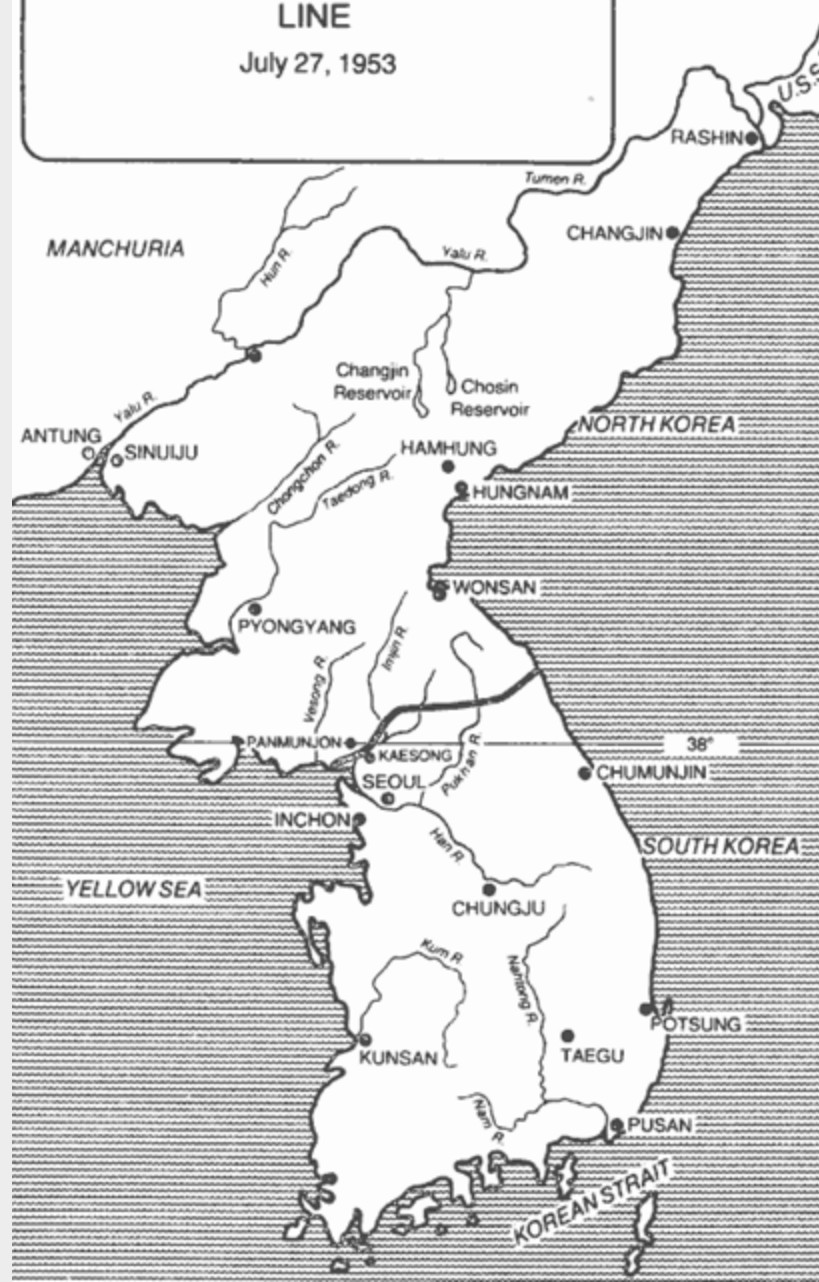 LINE
July 27, 1953
U.S.S
RASHIN
Tumen R.
CHANGJIN
MANCHURIA
Hun R.
Yalu R.
Changjin
Reservoir
Chosin
Reservoir
Yalu R.
NORTH KOREA
ANTUNG
SINUIJU
HAMHUNG
Chongchon R.
Taedong R.
HUNGNAM
WONSAN
PYONGYANG
Imjin R.
Yesong R.
PANMUNJON
38°
KAESONG
Pukhan R.
CHUMUNJIN
SEOUL
INCHON
Han R.
SOUTH KOREA
YELLOW SEA
CHUNGJU
Kum R
POTSUNG
KUNSAN
TAEGU
Nam R.
PUSAN
KOREAN STRAIT